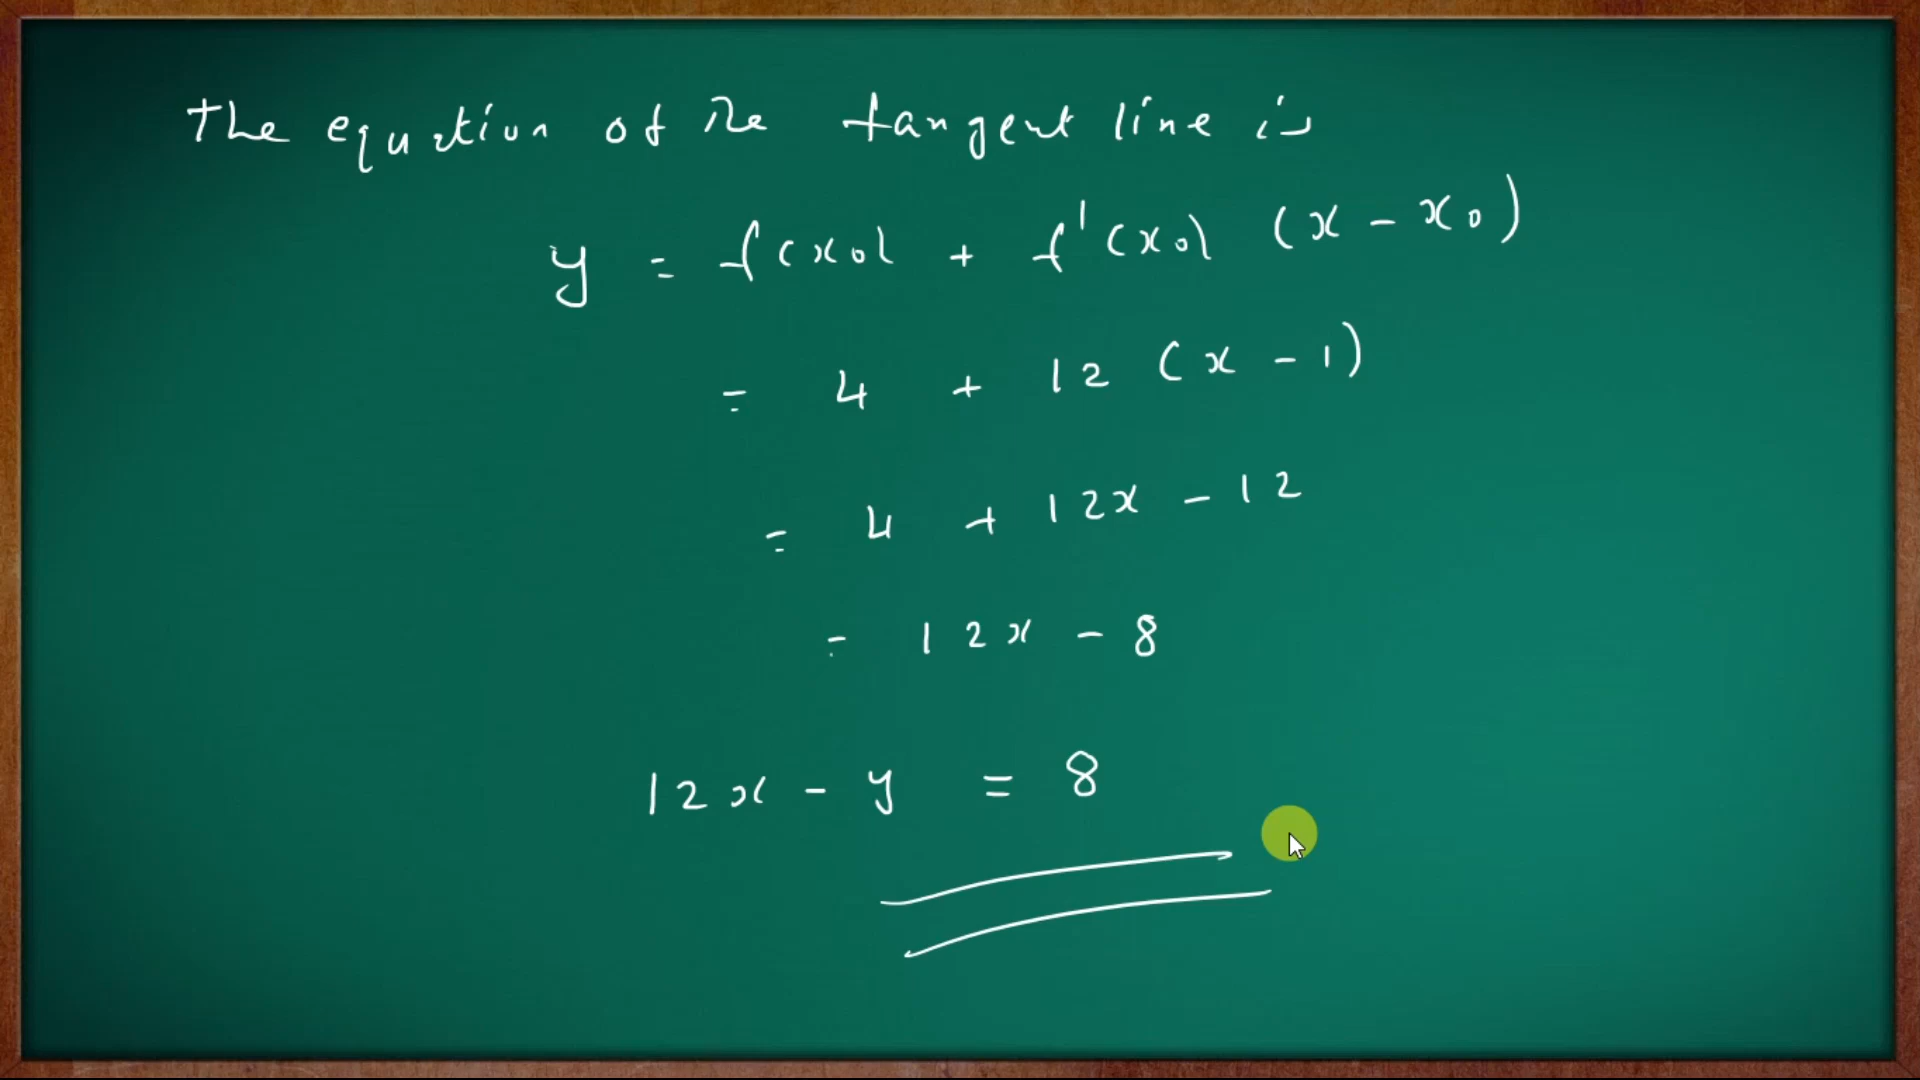 The equation of the tangent line is
y = f(x0) + f'(x0) (x - x0)
= 4 + 12 (x - 1)
= 4 + 12x - 12
= 12x - 8
12x - y = 8